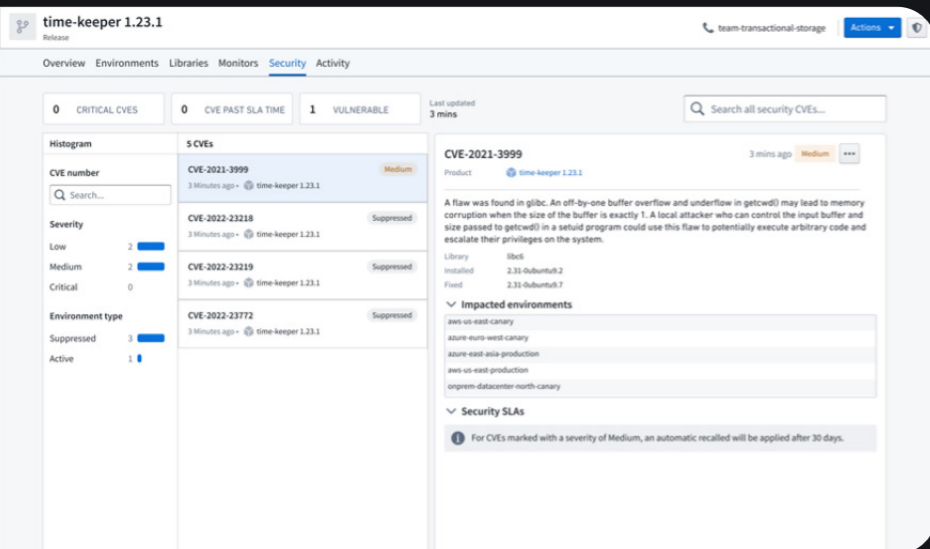 time-keeper 1.23.1
Release
team-transactional-storage
Actions
Overview Environments Libraries Monitors Security Activity
0 CRITICAL CVES
0 CVE PAST SLA TIME
1 VULNERABLE
Last updated
3 mins
Search all security CVEs...
Histogram
CVE number
Search...
Severity
Low 2
Medium 2
Critical 0
Environment type
Suppressed 3
Active 1
5 CVEs
CVE-2021-3999 Medium
3 Minutes ago • time-keeper 1.23.1
CVE-2022-23218 Suppressed
3 Minutes ago • time-keeper 1.23.1
CVE-2022-23219 Suppressed
3 Minutes ago • time-keeper 1.23.1
CVE-2022-23772 Suppressed
3 Minutes ago • time-keeper 1.23.1
CVE-2021-3999 3 mins ago Medium
Product time-keeper 1.23.1
A flaw was found in glibc. An off-by-one buffer overflow and underflow in getcwd() may lead to memory
corruption when the size of the buffer is exactly 1. A local attacker who can control the input buffer and
size passed to getcwd() in a setuid program could use this flaw to potentially execute arbitrary code and
escalate their privileges on the system.
Library libc6
Installed 2.31-0ubuntu9.2
Fixed 2.31-0ubuntu9.7
Impacted environments
aws-us-east-canary
azure-euro-west-canary
azure-east-asia-production
aws-us-east-production
onprem-datacenter-north-canary
Security SLAs
For CVEs marked with a severity of Medium, an automatic recalled will be applied after 30 days.